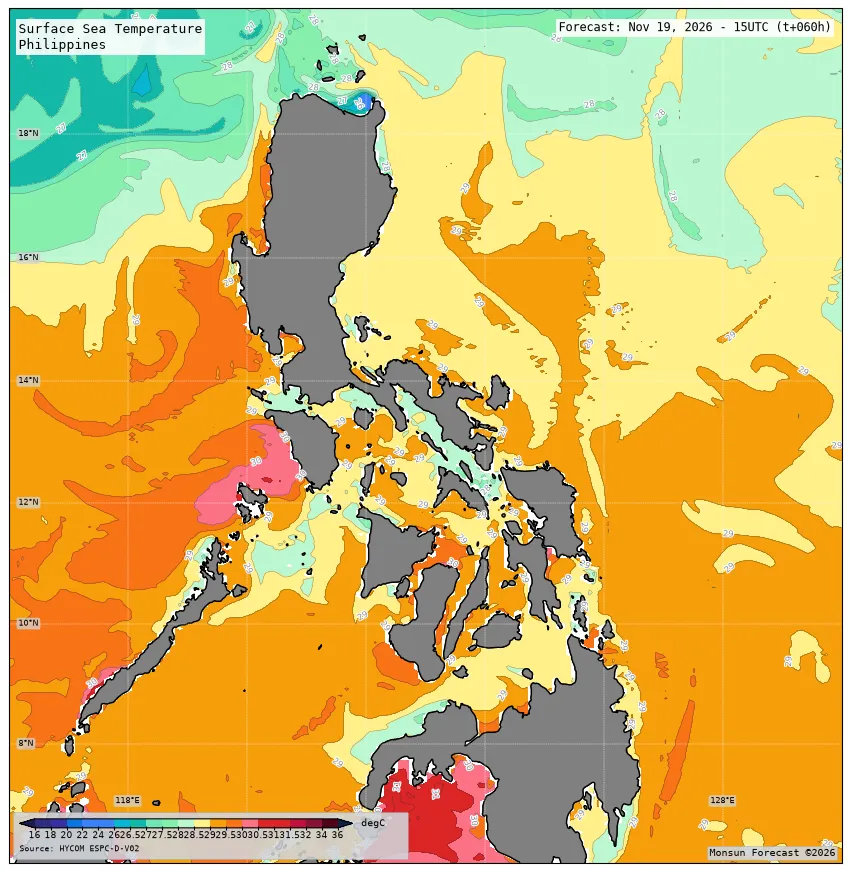 Surface Sea Temperature
Philippines
Forecast: Nov 19, 2026 - 15UTC (t+060h)
18°N
16°N
14°N
12°N
10°N
8°N
118°E
128°E
degC
16 18 20 22 24 26 26.5 27 27.5 28 28.5 29 29.5 30 30.5 31 31.5 32 34 36
Source: HYCOM ESPC-D-V02
Monsun Forecast ©2026